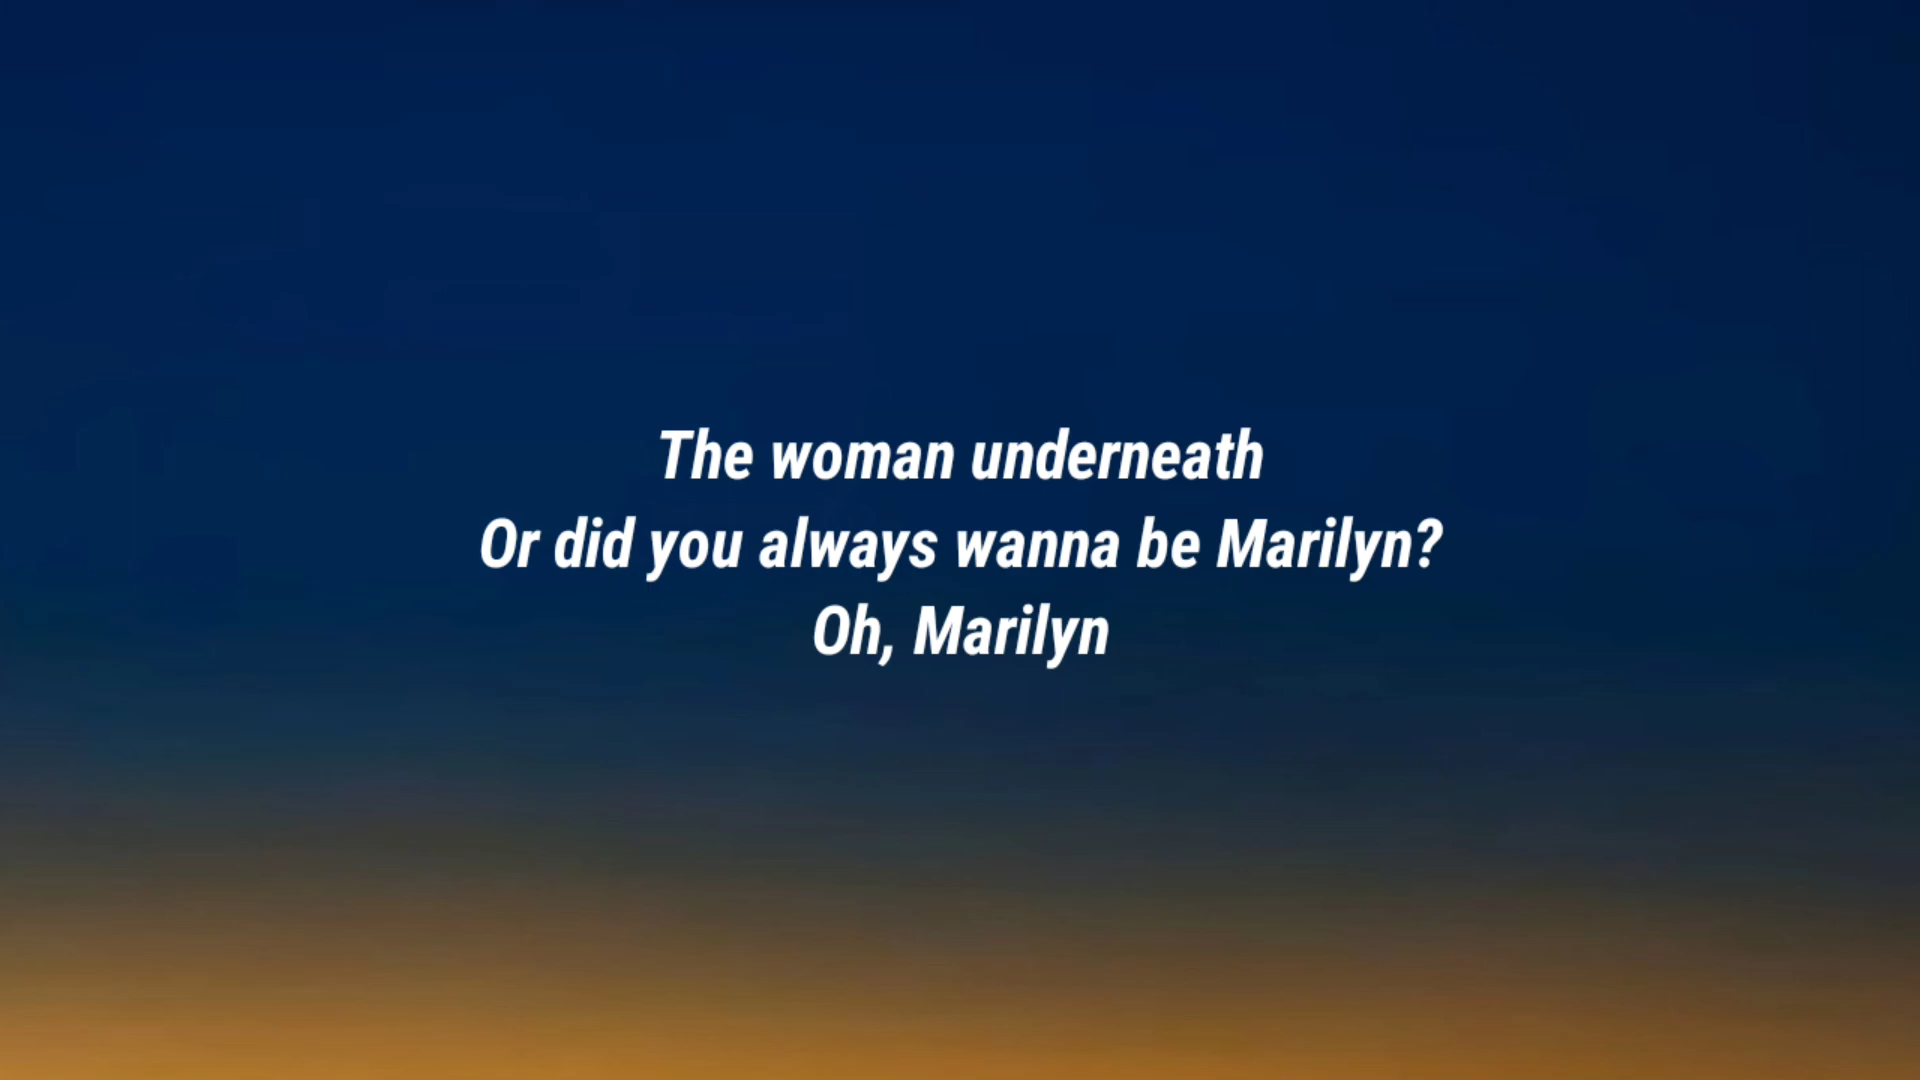 The woman underneath
Or did you always wanna be Marilyn?
Oh, Marilyn